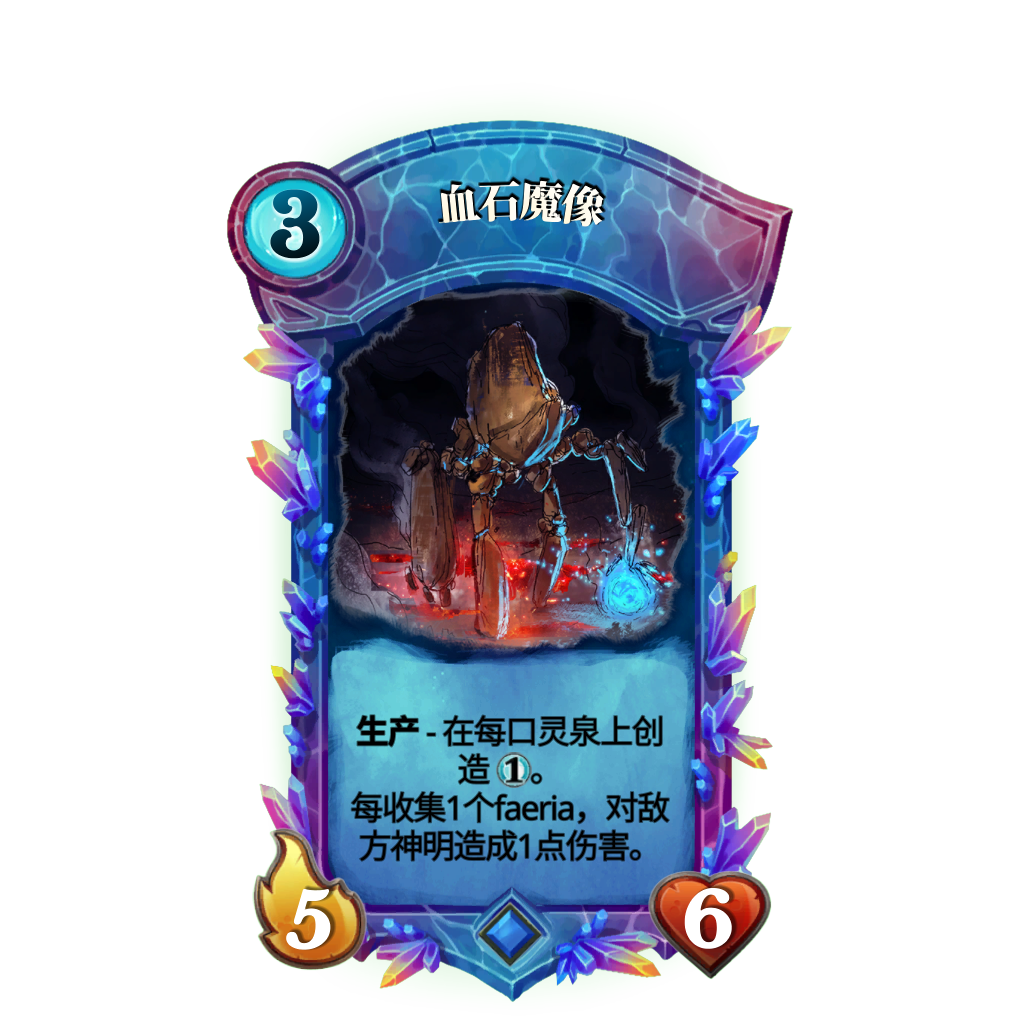 3
血石魔像
生产 - 在每口灵泉上创
造 1。
每收集1个faeria，对敌
方神明造成1点伤害。
5
6